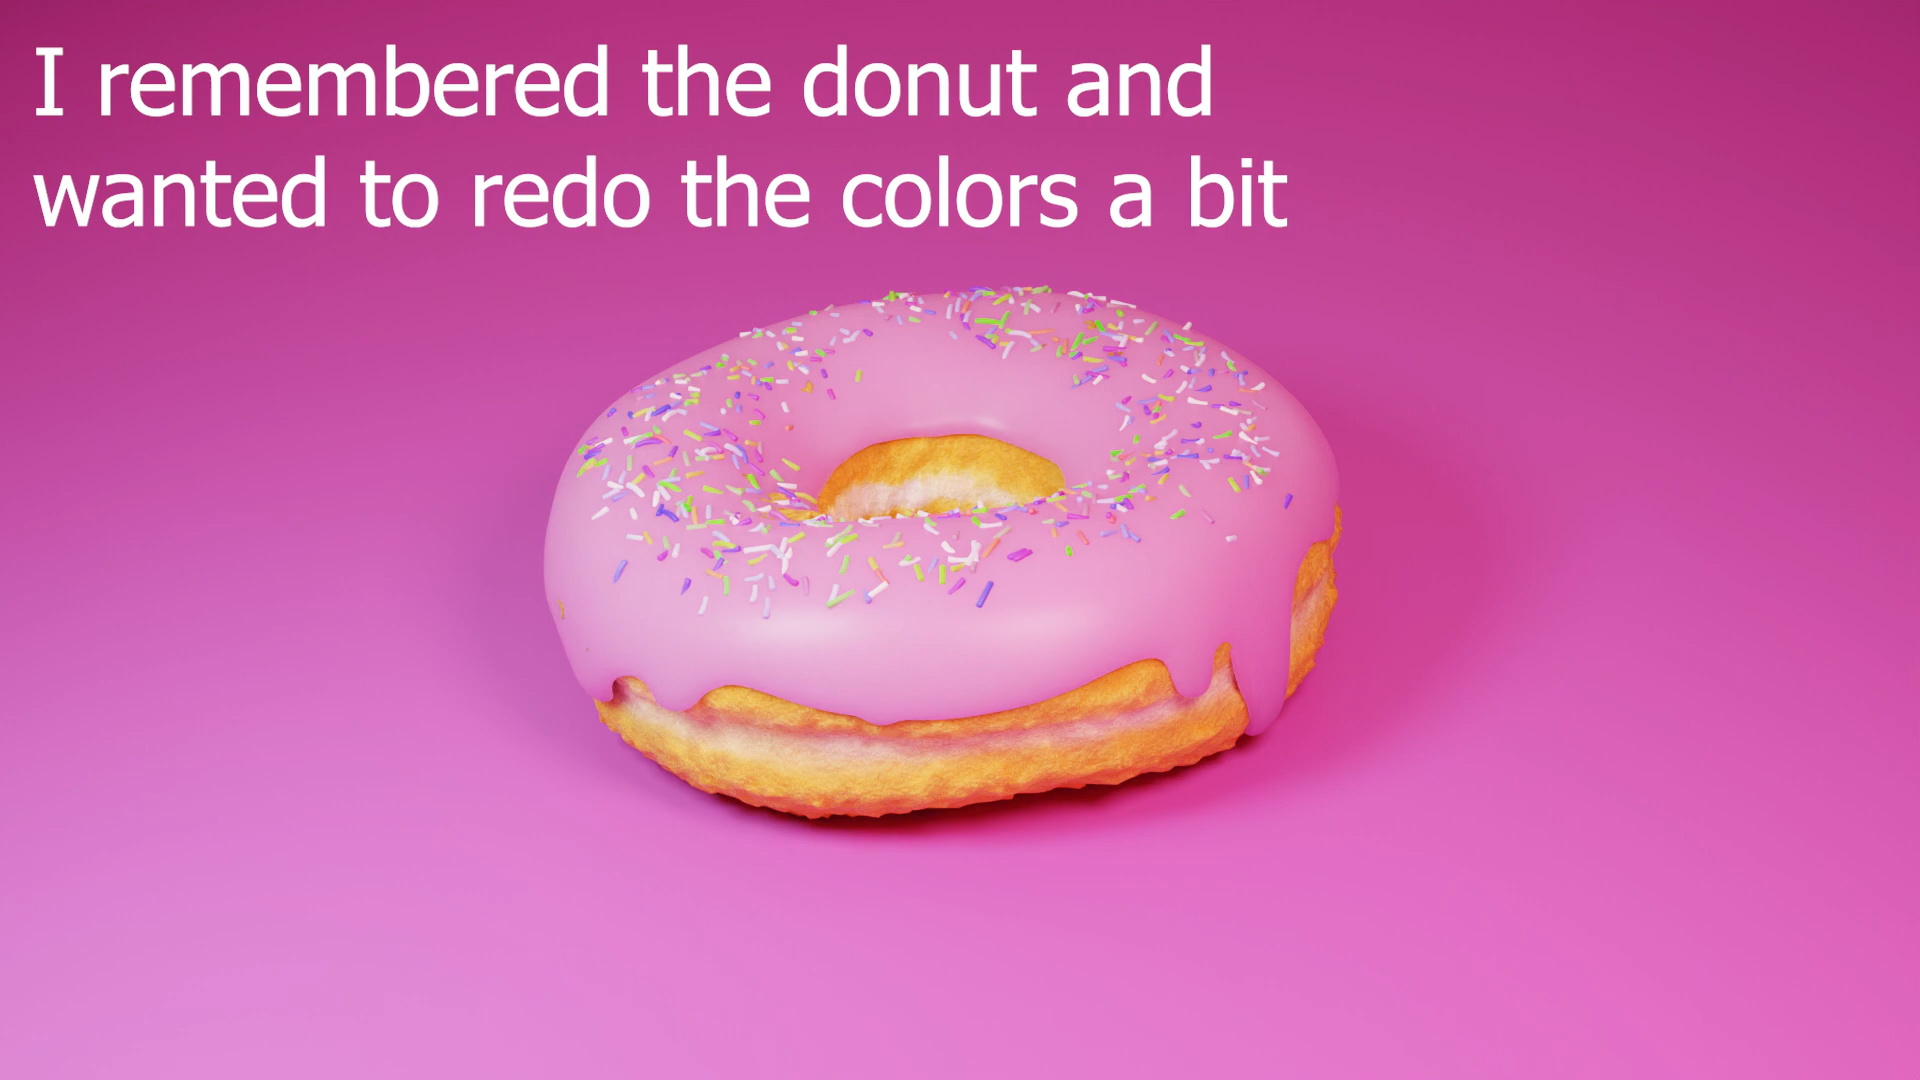 I remembered the donut and
wanted to redo the colors a bit